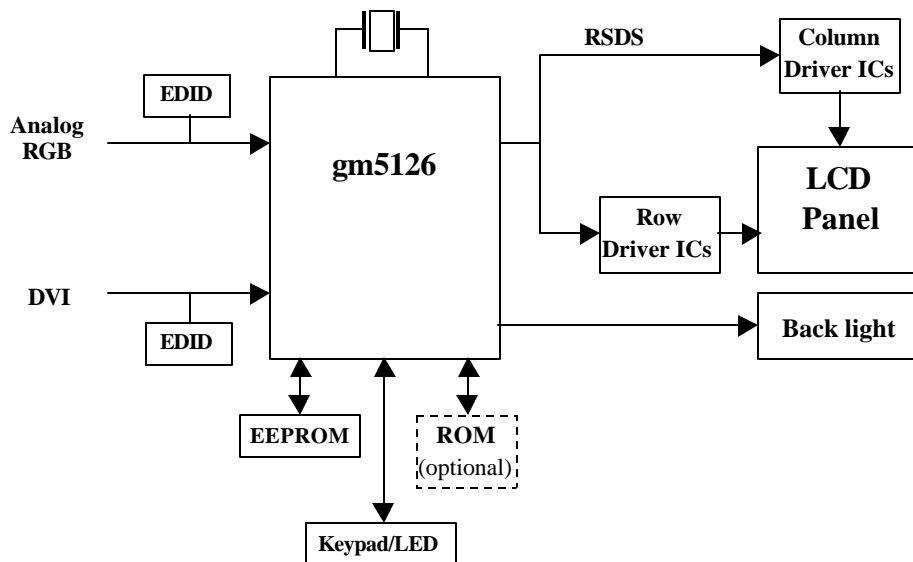 RSDS
Column
Driver ICs
EDID
Analog
RGB
gm5126
LCD
Panel
Row
Driver ICs
DVI
EDID
Back light
EEPROM
ROM
(optional)
Keypad/LED